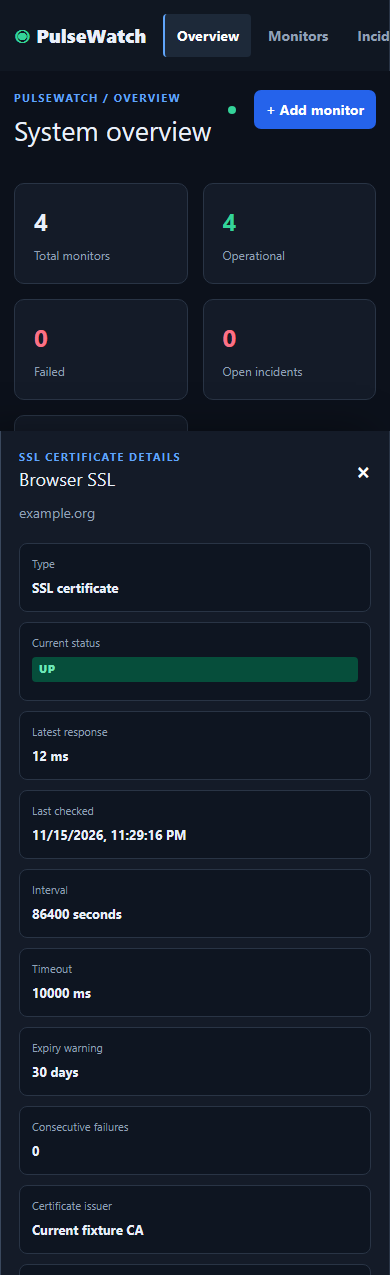 PulseWatch
Overview
Monitors
Incid
PULSEWATCH / OVERVIEW
System overview
+ Add monitor
4
Total monitors
4
Operational
0
Failed
0
Open incidents
SSL CERTIFICATE DETAILS
Browser SSL
×
example.org
Type
SSL certificate
Current status
UP
Latest response
12 ms
Last checked
11/15/2026, 11:29:16 PM
Interval
86400 seconds
Timeout
10000 ms
Expiry warning
30 days
Consecutive failures
0
Certificate issuer
Current fixture CA